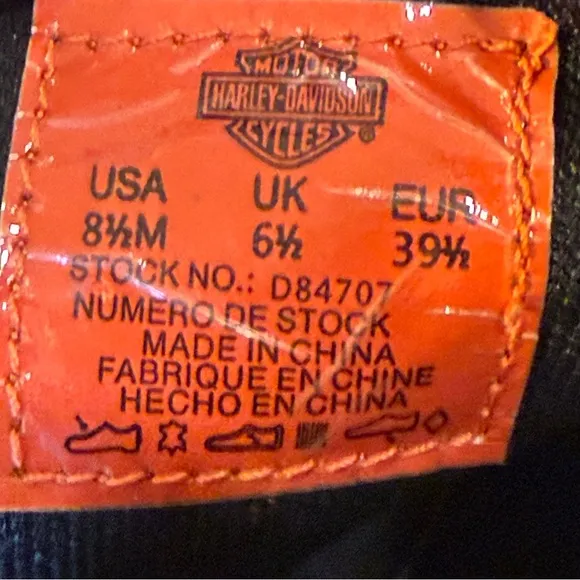 MOTOR
HARLEY-DAVIDSON
CYCLES ®
USA UK EUR
8½M 6½ 39½
STOCK NO.: D84707
NUMERO DE STOCK
MADE IN CHINA
FABRIQUE EN CHINE
HECHO EN CHINA